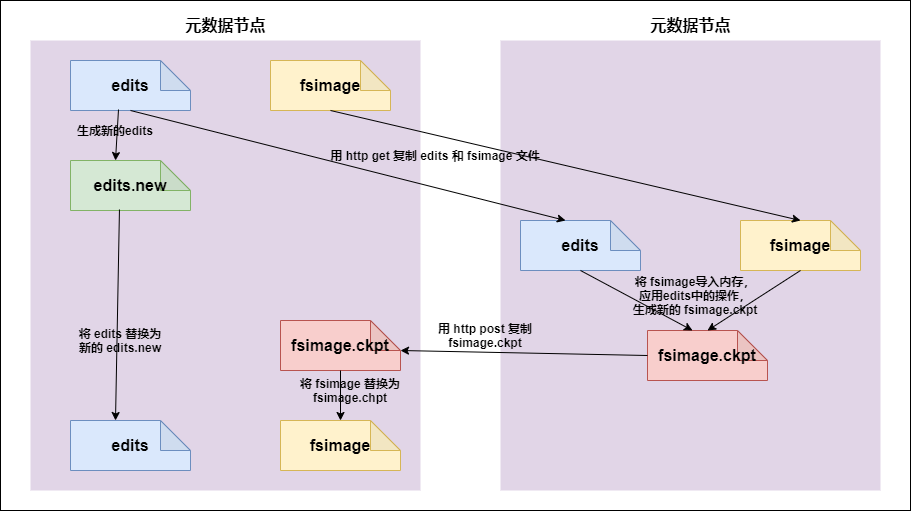 元数据节点
元数据节点
edits
fsimage
生成新的edits
用 http get 复制 edits 和 fsimage 文件
edits.new
edits
fsimage
将 fsimage导入内存，
应用edits中的操作，
生成新的 fsimage.ckpt
将 edits 替换为
新的 edits.new
fsimage.ckpt
用 http post 复制
fsimage.ckpt
fsimage.ckpt
将 fsimage 替换为
fsimage.chpt
edits
fsimage